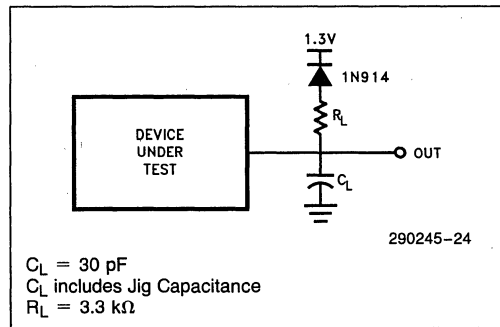 1.3V
1N914
R_L
DEVICE
UNDER
TEST
OUT
C_L
290245–24
C_L = 30 pF
C_L includes Jig Capacitance
R_L = 3.3 kΩ